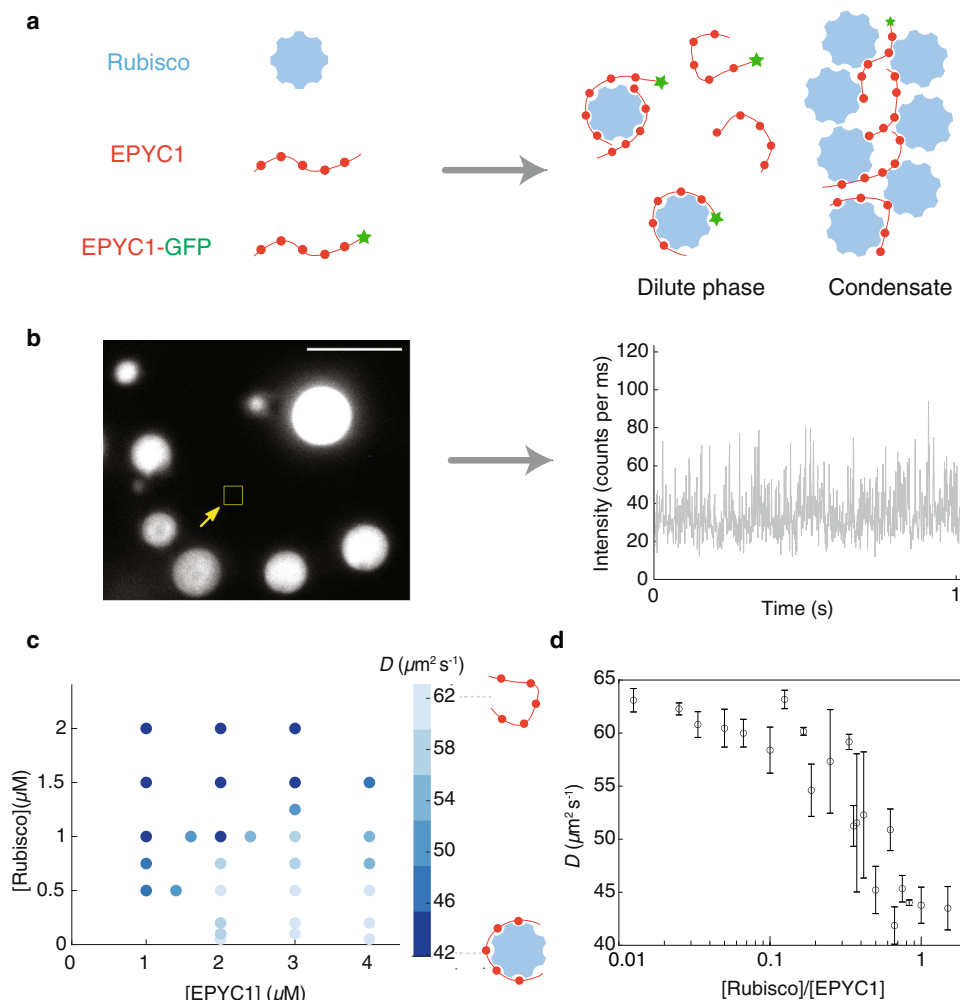 a
Rubisco
EPYC1
EPYC1-GFP
Dilute phase
Condensate
b
Intensity (counts per ms)
120
100
80
60
40
20
0
0
1
Time (s)
c
D (μm² s⁻¹)
[Rubisco](μM)
2
1.5
1
0.5
0
0
1
2
3
4
[EPYC1] (μM)
62
58
54
50
46
42
d
D (μm² s⁻¹)
65
60
55
50
45
40
0.01
0.1
1
[Rubisco]/[EPYC1]